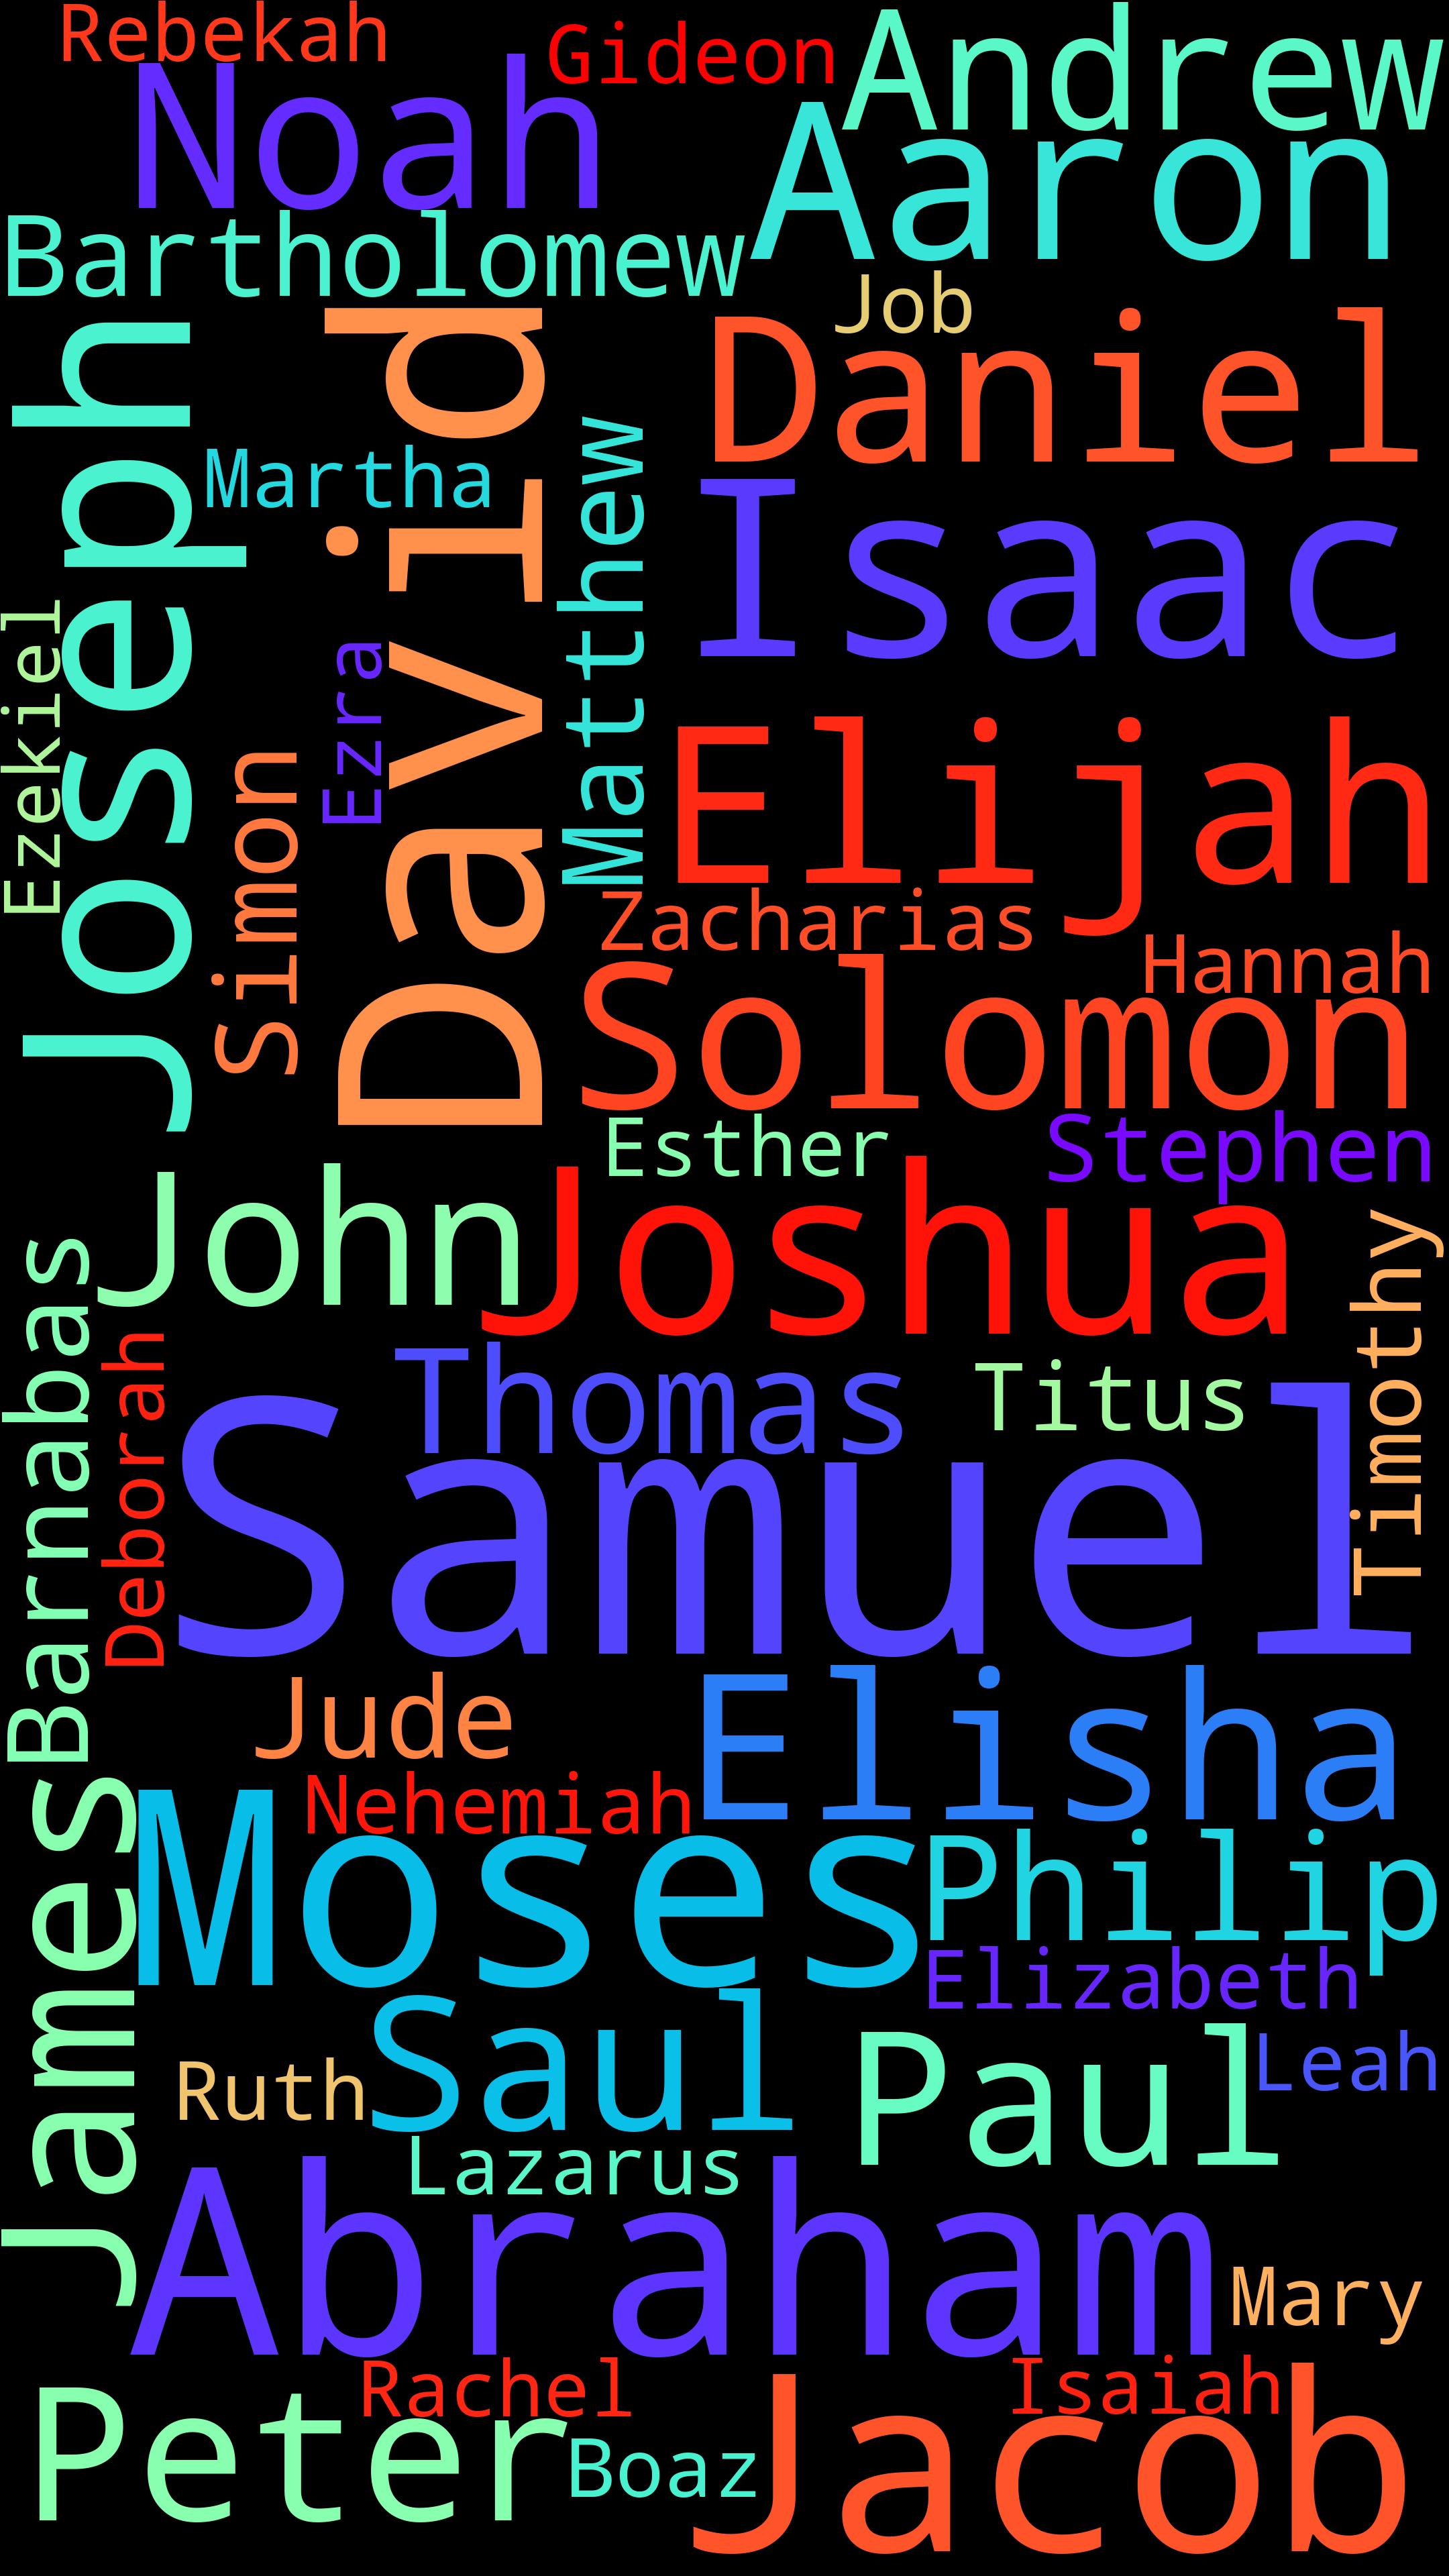 Rebekah
Gideon
Andrew
Noah
Aaron
Bartholomew
Job
Joseph
David
Daniel
Martha
Matthew
Isaac
Ezekiel
Ezra
Simon
Elijah
Zacharias
Hannah
Solomon
Esther
Stephen
John
Joshua
Timothy
Barnabas
Deborah
Thomas
Titus
Samuel
Jude
Elisha
Nehemiah
James
Moses
Philip
Elizabeth
Saul
Paul
Leah
Ruth
Lazarus
Abraham
Mary
Rachel
Isaiah
Peter
Boaz
Jacob